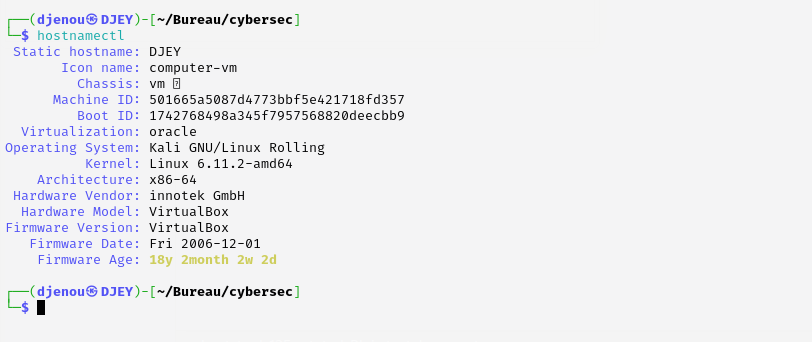 ┌──(djenou㉿DJEY)-[~/Bureau/cybersec]
└─$ hostnamectl
Static hostname: DJEY
Icon name: computer-vm
Chassis: vm
Machine ID: 501665a5087d4773bbf5e421718fd357
Boot ID: 1742768498a345f7957568820deecbb9
Virtualization: oracle
Operating System: Kali GNU/Linux Rolling
Kernel: Linux 6.11.2-amd64
Architecture: x86-64
Hardware Vendor: innotek GmbH
Hardware Model: VirtualBox
Firmware Version: VirtualBox
Firmware Date: Fri 2006-12-01
Firmware Age: 18y 2month 2w 2d
┌──(djenou㉿DJEY)-[~/Bureau/cybersec]
└─$